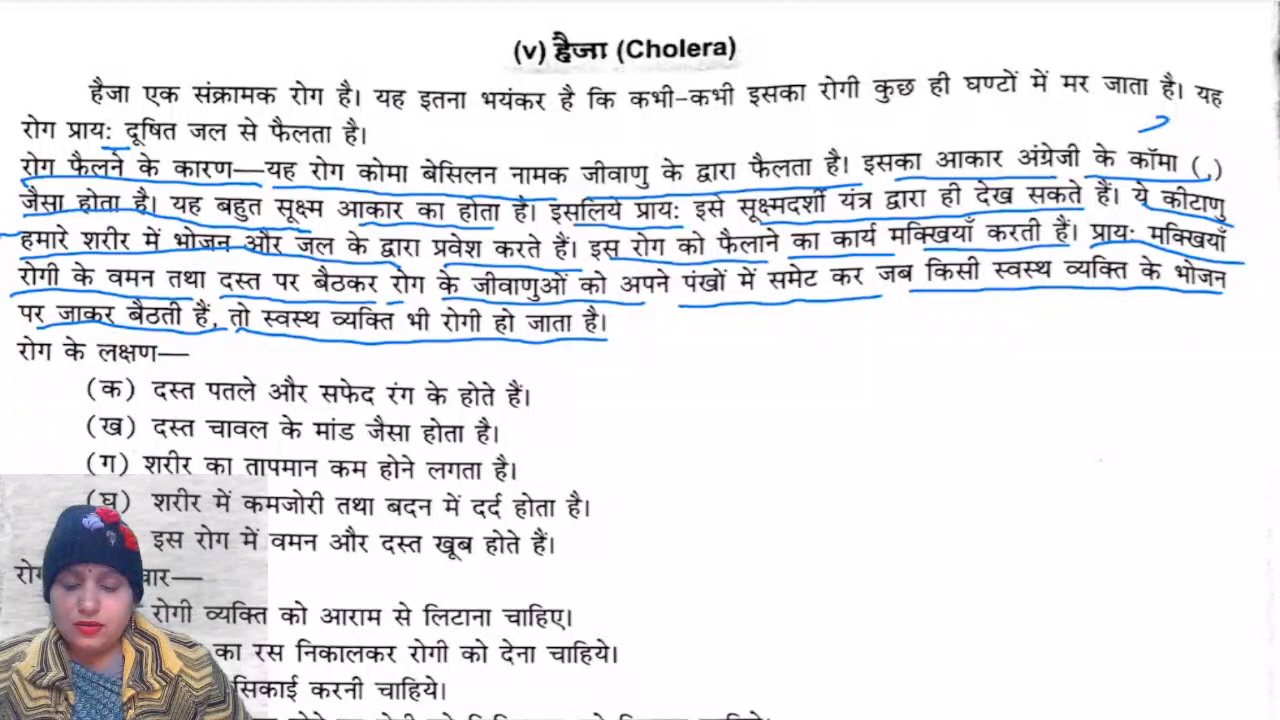 (v) हैजा (Cholera)
हैजा एक संक्रामक रोग है। यह इतना भयंकर है कि कभी-कभी इसका रोगी कुछ ही घण्टों में मर जाता है। यह
रोग प्राय: दूषित जल से फैलता है।
रोग फैलने के कारण—यह रोग कोमा बेसिलन नामक जीवाणु के द्वारा फैलता है। इसका आकार अंग्रेजी के कॉमा (,)
जैसा होता है। यह बहुत सूक्ष्म आकार का होता है। इसलिये प्राय: इसे सूक्ष्मदर्शी यंत्र द्वारा ही देख सकते हैं। ये कीटाणु
हमारे शरीर में भोजन और जल के द्वारा प्रवेश करते हैं। इस रोग को फैलाने का कार्य मक्खियाँ करती हैं। प्राय: मक्खियाँ
रोगी के वमन तथा दस्त पर बैठकर रोग के जीवाणुओं को अपने पंखों में समेट कर जब किसी स्वस्थ व्यक्ति के भोजन
पर जाकर बैठती हैं, तो स्वस्थ व्यक्ति भी रोगी हो जाता है।
रोग के लक्षण—
(क) दस्त पतले और सफेद रंग के होते हैं।
(ख) दस्त चावल के मांड जैसा होता है।
(ग) शरीर का तापमान कम होने लगता है।
(घ) शरीर में कमजोरी तथा बदन में दर्द होता है।
इस रोग में वमन और दस्त खूब होते हैं।
रोगी व्यक्ति को आराम से लिटाना चाहिए।
का रस निकालकर रोगी को देना चाहिये।
सिकाई करनी चाहिये।